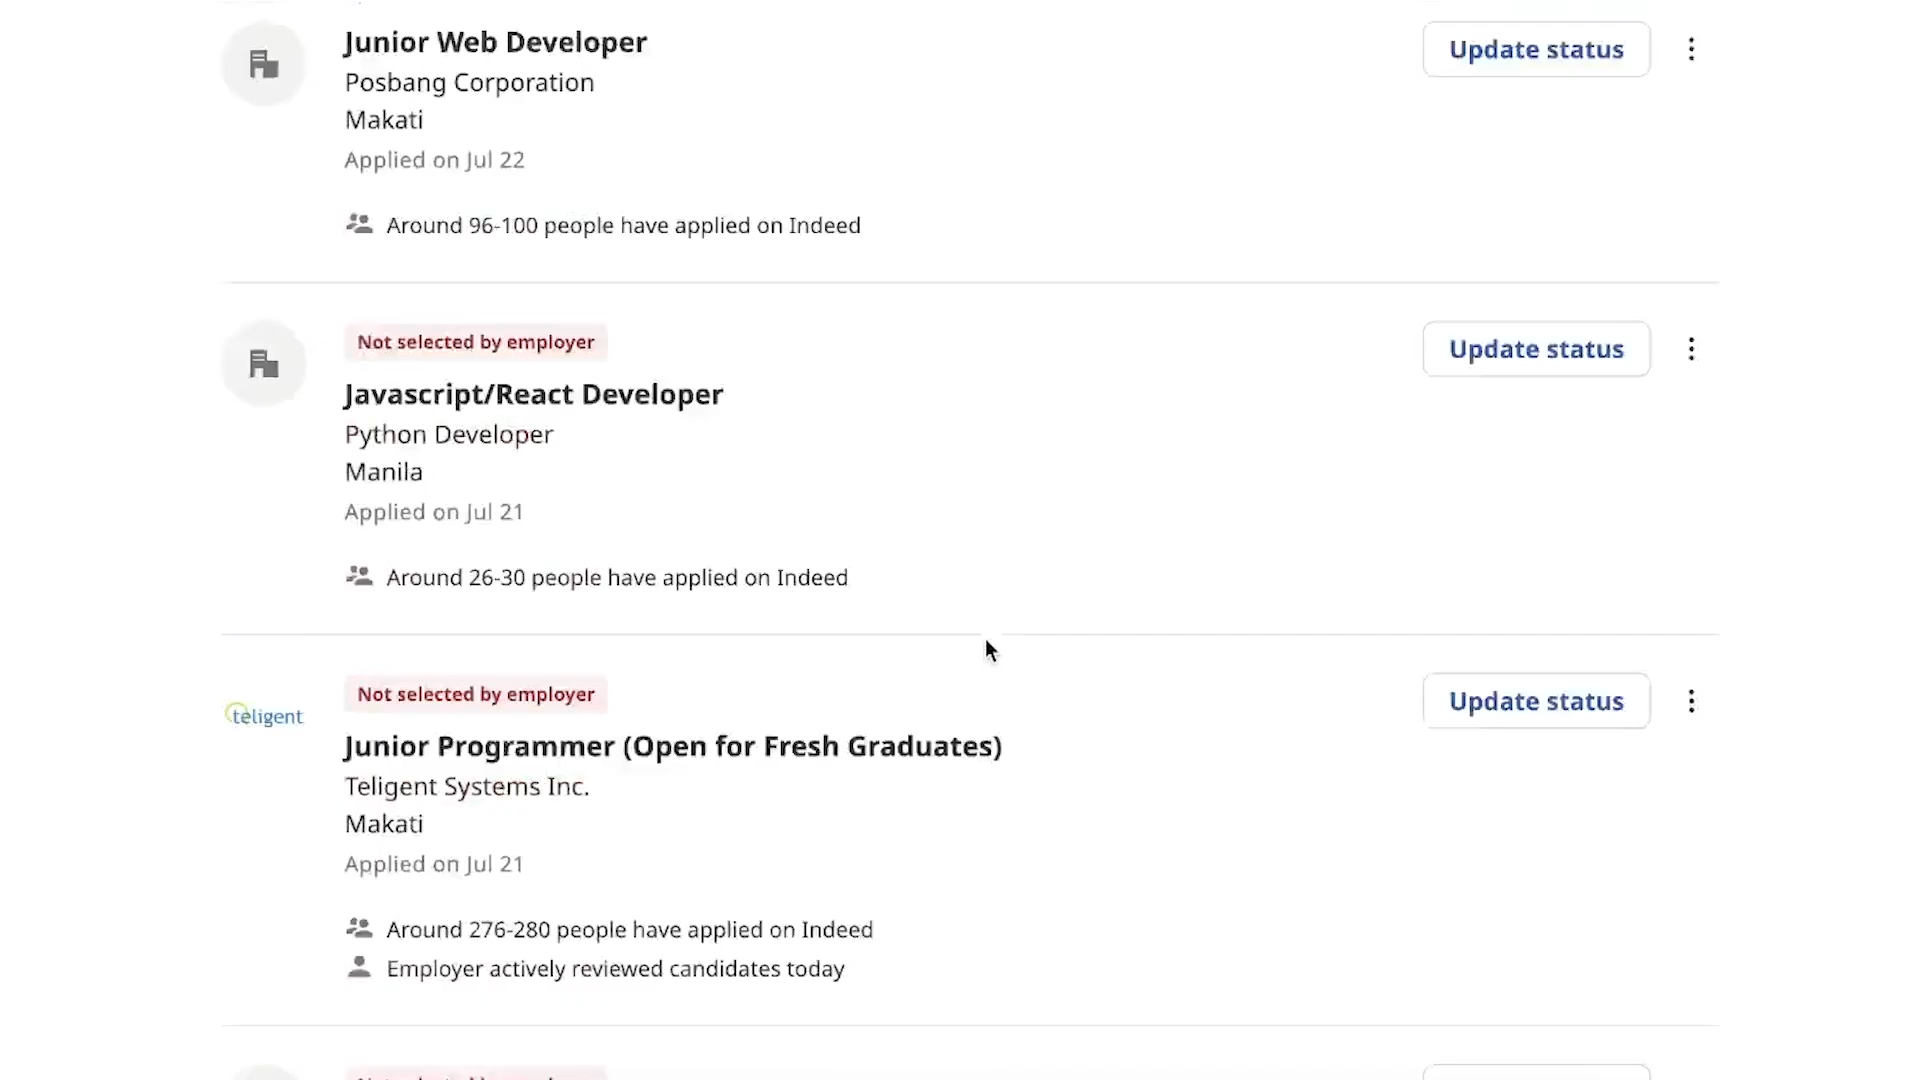 Junior Web Developer
Update status
Posbang Corporation
Makati
Applied on Jul 22
Around 96-100 people have applied on Indeed
Not selected by employer
Update status
Javascript/React Developer
Python Developer
Manila
Applied on Jul 21
Around 26-30 people have applied on Indeed
Not selected by employer
Update status
teligent
Junior Programmer (Open for Fresh Graduates)
Teligent Systems Inc.
Makati
Applied on Jul 21
Around 276-280 people have applied on Indeed
Employer actively reviewed candidates today